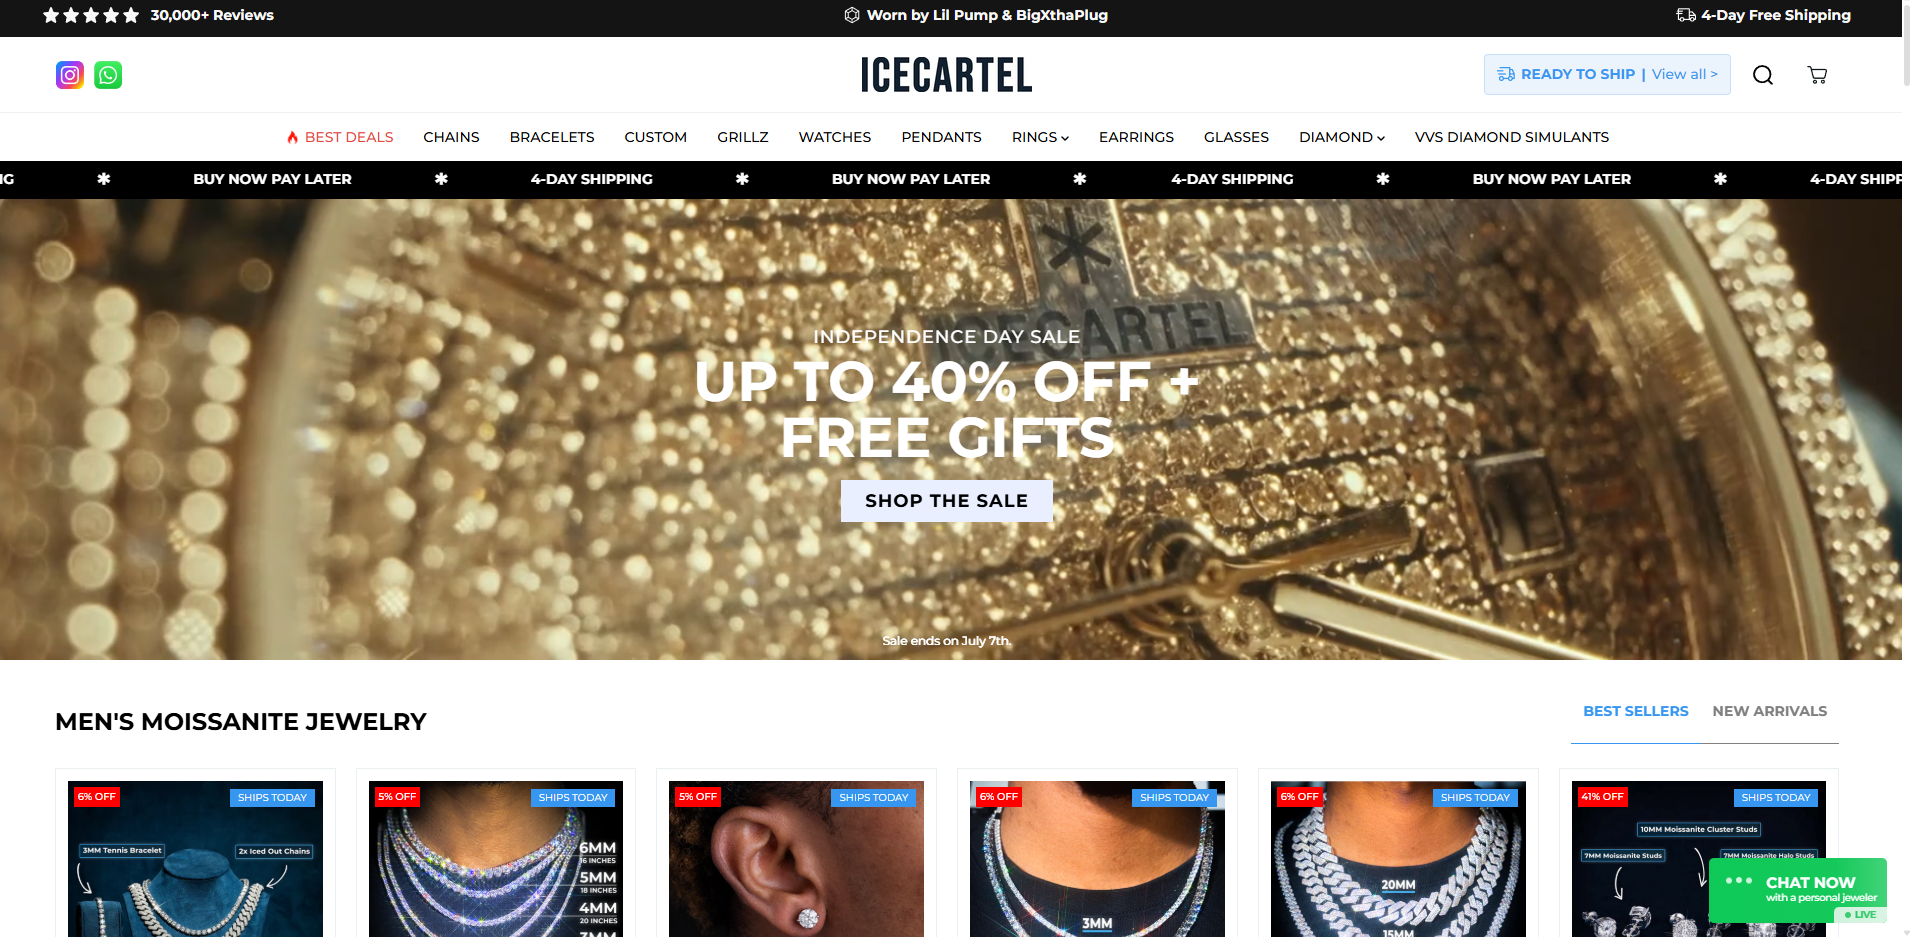 30,000+ Reviews
Worn by Lil Pump & BigXthaPlug
4-Day Free Shipping
ICECARTEL
READY TO SHIP | View all >
BEST DEALS
CHAINS
BRACELETS
CUSTOM
GRILLZ
WATCHES
PENDANTS
RINGS
EARRINGS
GLASSES
DIAMOND
VVS DIAMOND SIMULANTS
BUY NOW PAY LATER
4-DAY SHIPPING
BUY NOW PAY LATER
4-DAY SHIPPING
BUY NOW PAY LATER
4-DAY SHIPP
ICECARTEL
INDEPENDENCE DAY SALE
UP TO 40% OFF +
FREE GIFTS
SHOP THE SALE
Sale ends on July 7th.
MEN'S MOISSANITE JEWELRY
BEST SELLERS
NEW ARRIVALS
6% OFF
SHIPS TODAY
3MM Tennis Bracelet
2x Iced Out Chains
5% OFF
SHIPS TODAY
6MM
16 INCHES
5MM
18 INCHES
4MM
20 INCHES
3MM
5% OFF
SHIPS TODAY
6% OFF
SHIPS TODAY
3MM
6% OFF
SHIPS TODAY
20MM
15MM
41% OFF
SHIPS TODAY
10MM Moissanite Cluster Studs
7MM Moissanite Studs
7MM Moissanite Halo Studs
CHAT NOW
with a personal jeweler
LIVE